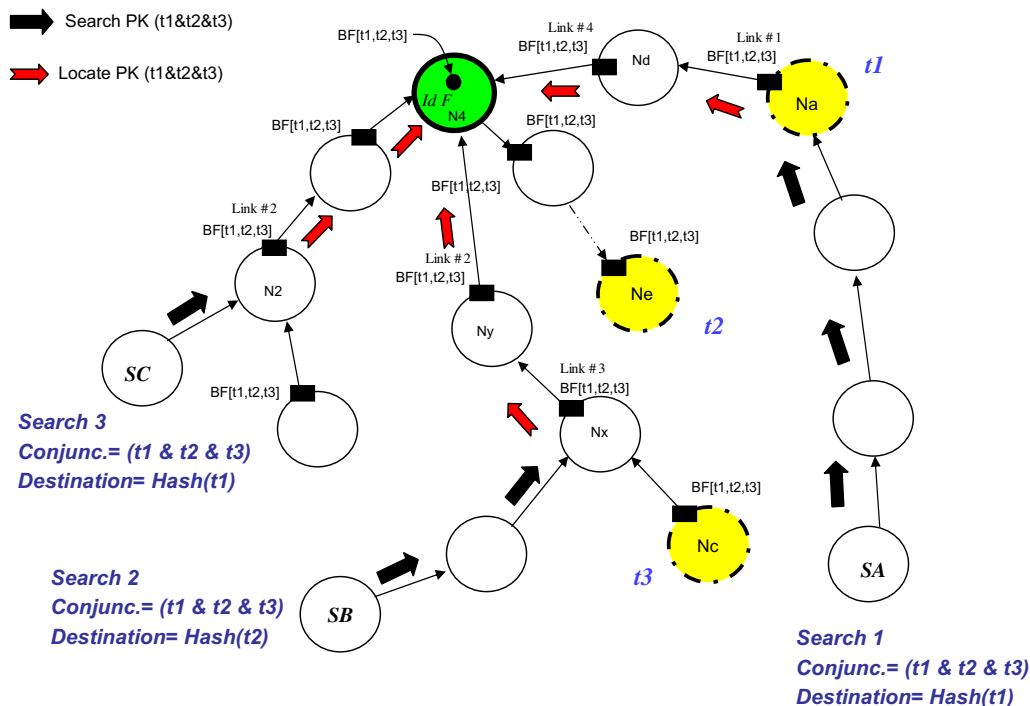 Search PK (t1&t2&t3)
Locate PK (t1&t2&t3)
BF[t1,t2,t3]
Link # 4
BF[t1,t2,t3]
Nd
Link # 1
BF[t1,t2,t3]
t1
Na
Id F
N4
BF[t1,t2,t3]
BF[t1,t2,t3]
BF[t1,t2,t3]
Link # 2
BF[t1,t2,t3]
N2
Link # 2
BF[t1,t2,t3]
BF[t1,t2,t3]
Ne
t2
Ny
SC
BF[t1,t2,t3]
Link # 3
BF[t1,t2,t3]
Nx
Search 3
Conjunc.= (t1 & t2 & t3)
Destination= Hash(t1)
BF[t1,t2,t3]
Nc
t3
SA
Search 2
Conjunc.= (t1 & t2 & t3)
Destination= Hash(t2)
SB
Search 1
Conjunc.= (t1 & t2 & t3)
Destination= Hash(t1)